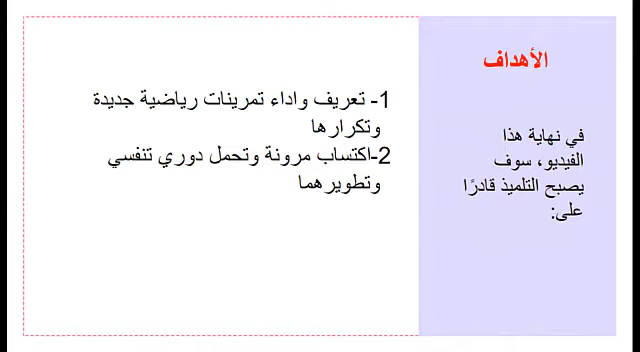 الأهداف
في نهاية هذا
الفيديو، سوف
يصبح التلميذ قادرًا
على:
1- تعريف واداء تمرينات رياضية جديدة
وتكرارها
2-اكتساب مرونة وتحمل دوري تنفسي
وتطويرهما